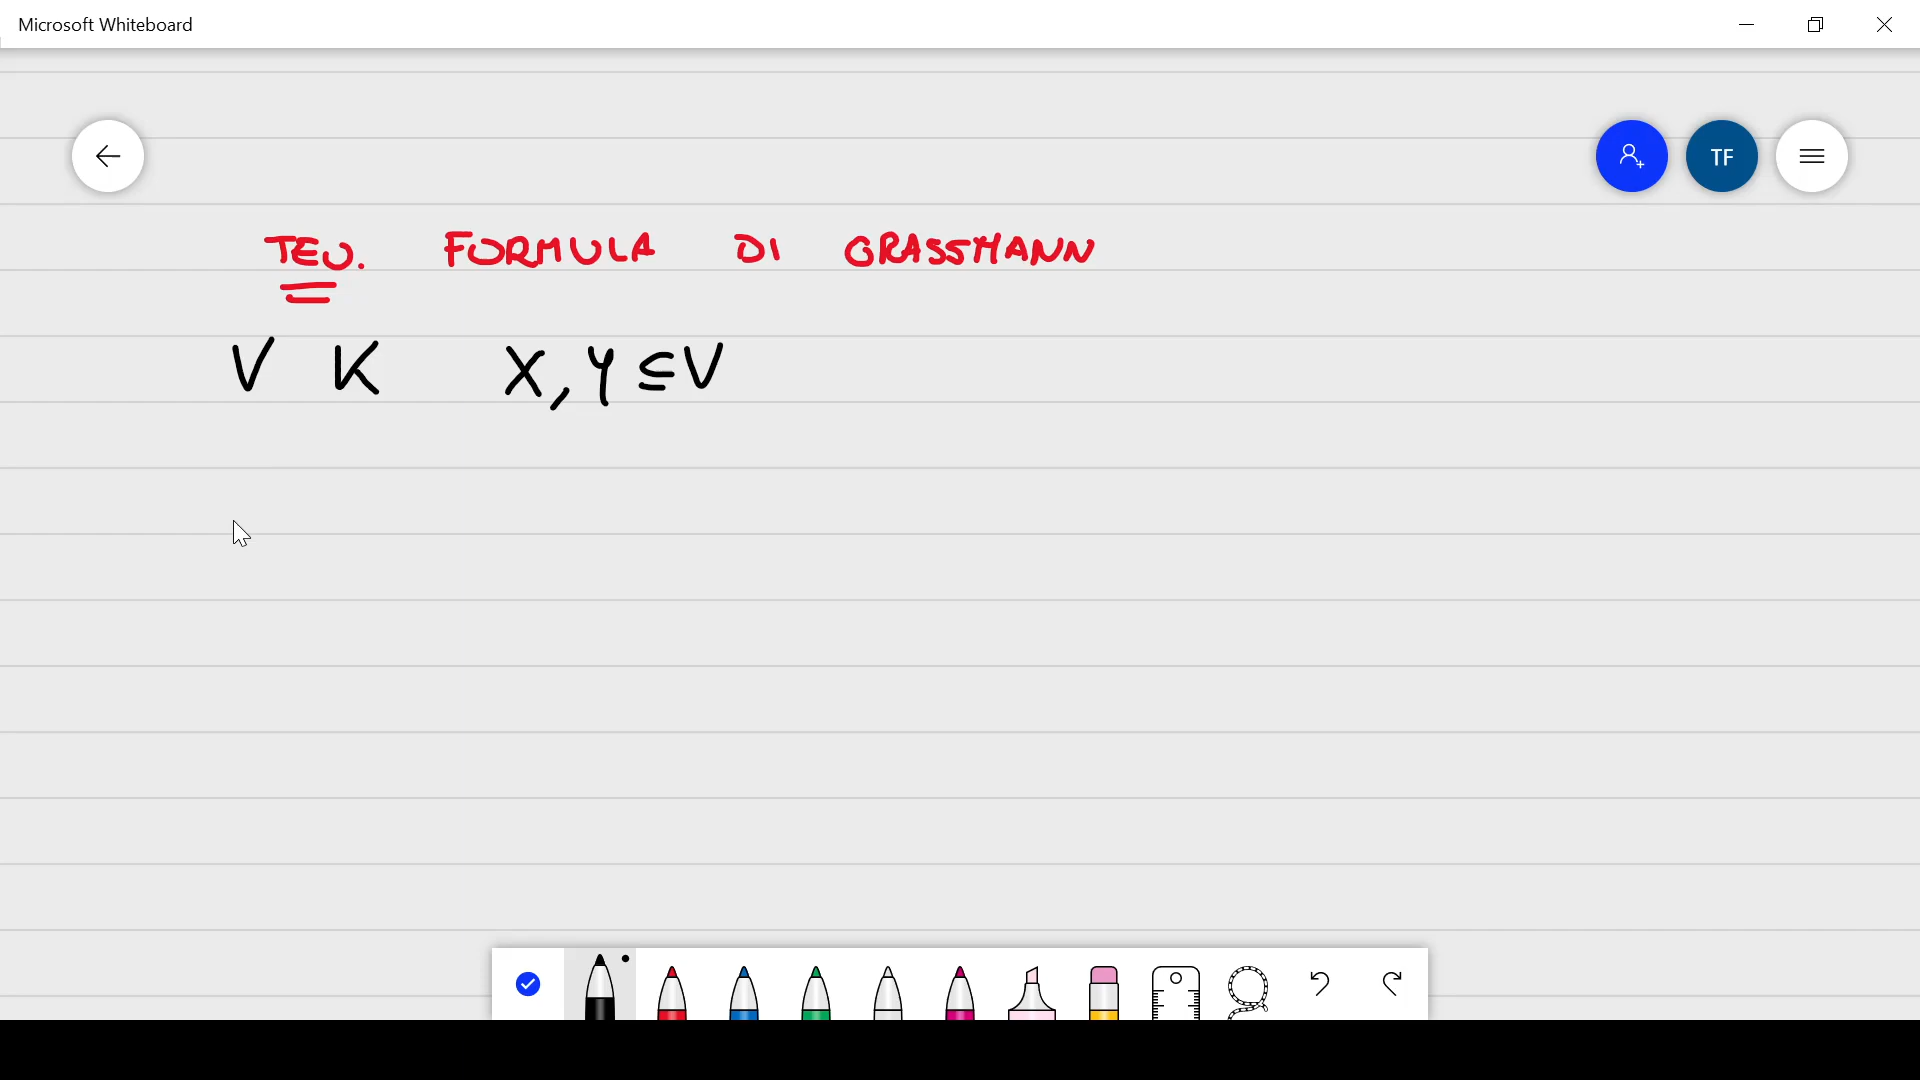 Microsoft Whiteboard
TF
TEO. FORMULA DI GRASSMANN
V K X, Y ⊆ V